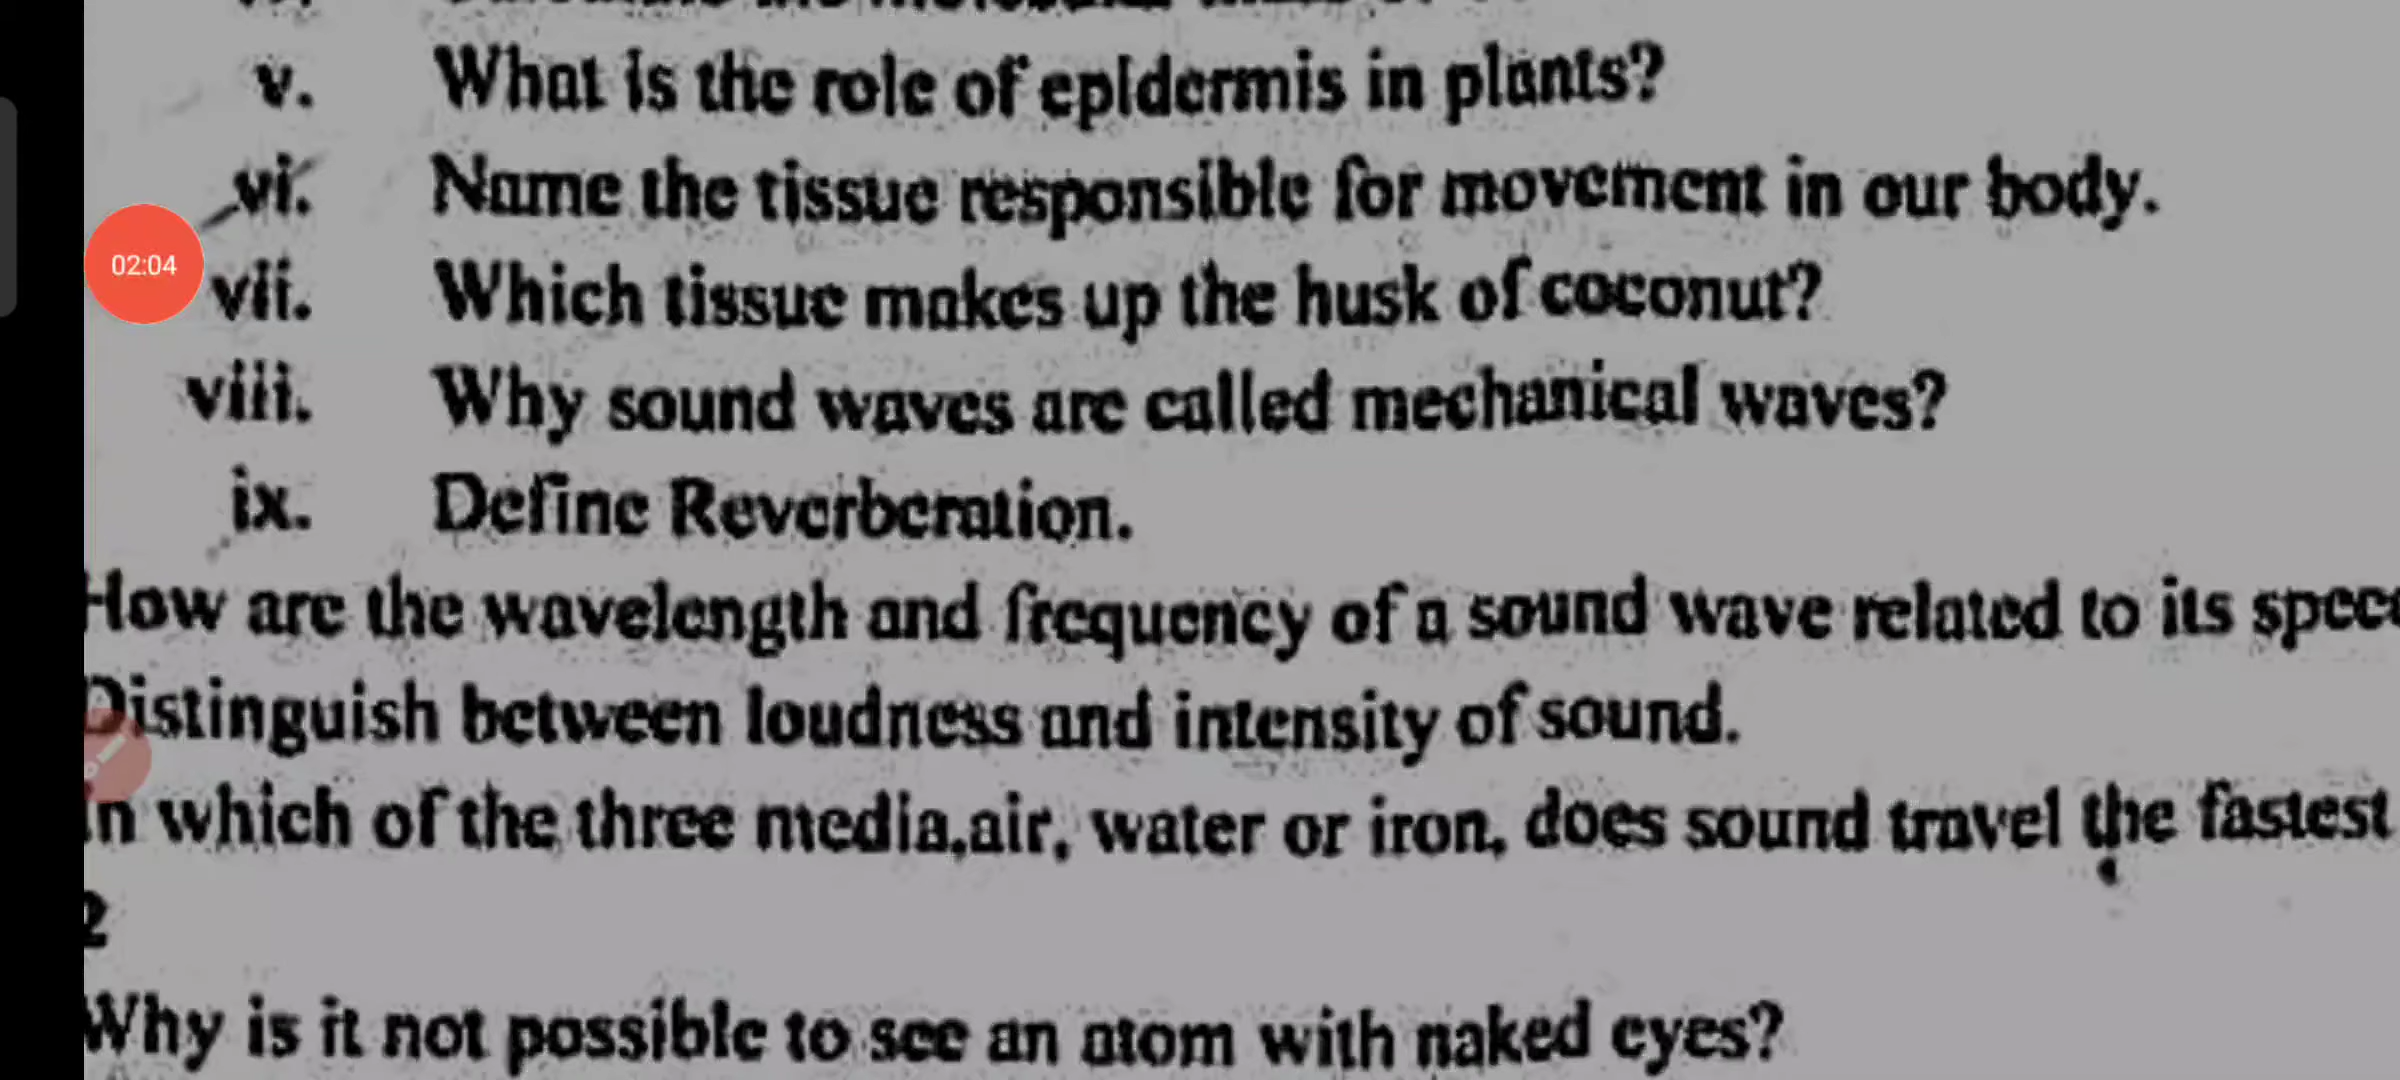 v. What is the role of epidermis in plants?
vi. Name the tissue responsible for movement in our body.
02:04
vii. Which tissue makes up the husk of coconut?
viii. Why sound waves are called mechanical waves?
ix. Define Reverberation.
How are the wavelength and frequency of a sound wave related to its spee
Distinguish between loudness and intensity of sound.
In which of the three media,air, water or iron, does sound travel the fastest
2
Why is it not possible to see an atom with naked eyes?